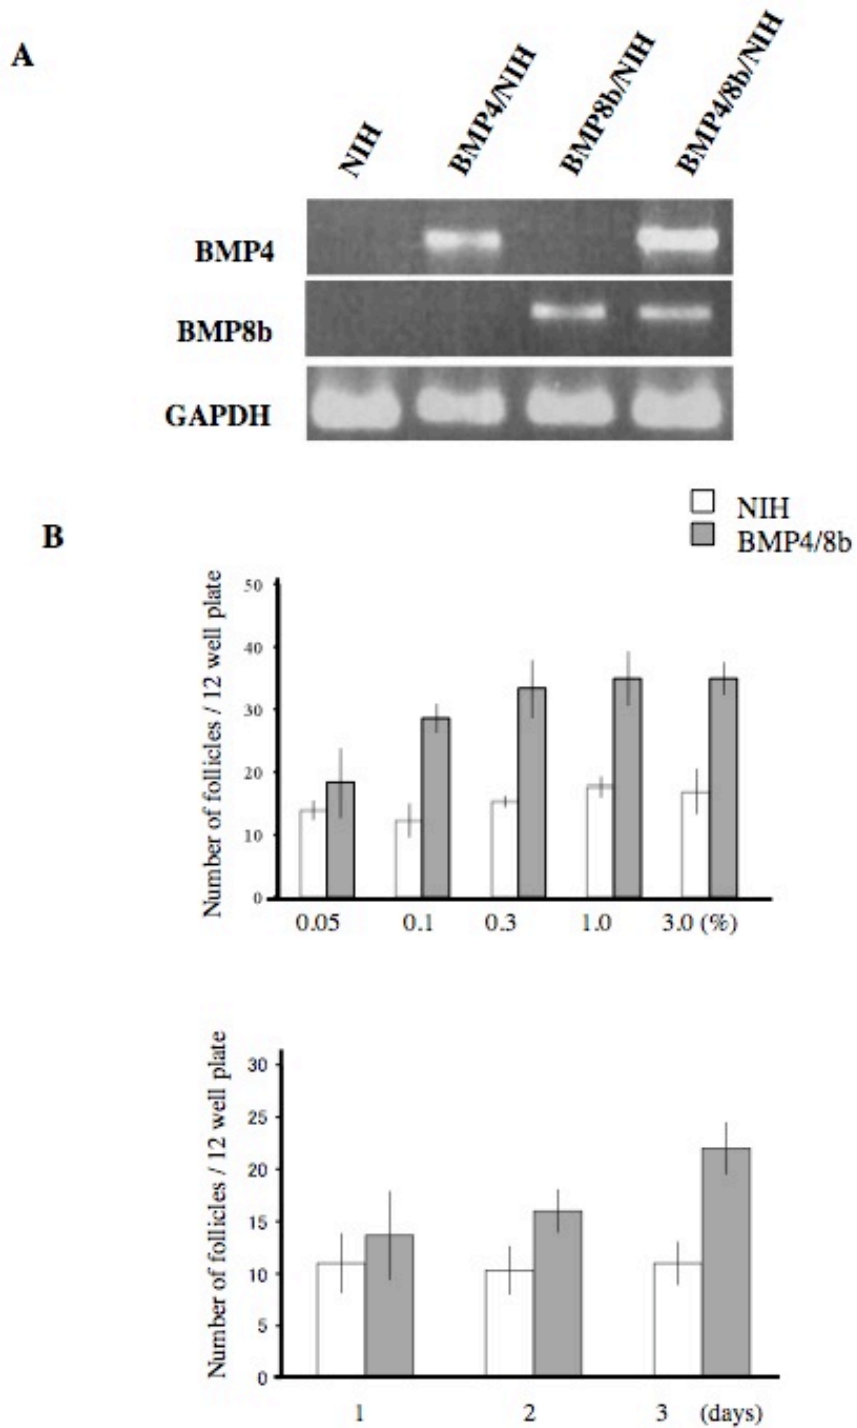 A
NIH
BMP4/NIH
BMP8b/NIH
BMP4/8b/NIH
BMP4
BMP8b
GAPDH
B
NIH
BMP4/8b
Number of follicles / 12 well plate
50
40
30
20
10
0
0.05 0.1 0.3 1.0 3.0 (%)
Number of follicles / 12 well plate
30
25
20
15
10
5
0
1 2 3 (days)